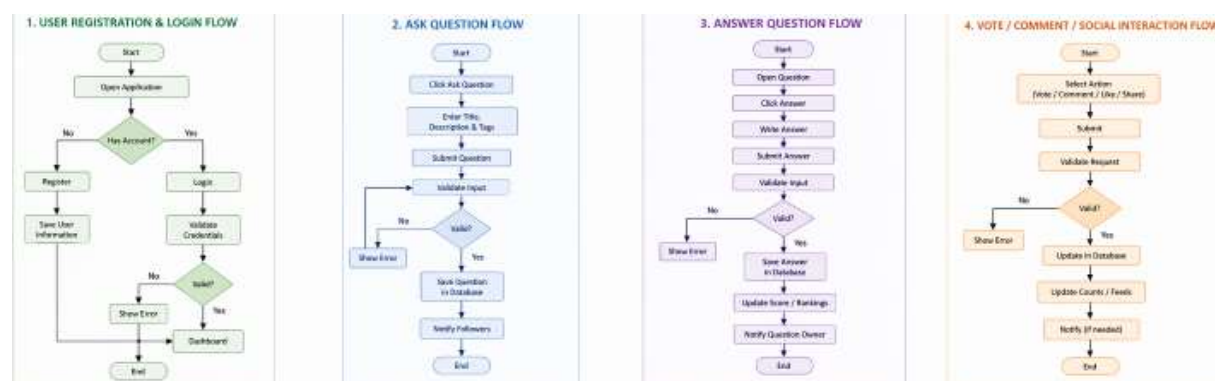 1. USER REGISTRATION & LOGIN FLOW
Start
Open Application
Has Account?
No
Yes
Register
Login
Save User
Information
Validate
Credentials
Valid?
No
Yes
Show Error
Dashboard
End
2. ASK QUESTION FLOW
Start
Click Ask Question
Enter Title,
Description & Tags
Submit Question
Validate Input
Valid?
No
Yes
Show Error
Save Question
in Database
Notify Followers
End
3. ANSWER QUESTION FLOW
Start
Open Question
Click Answer
Write Answer
Submit Answer
Validate Input
Valid?
No
Yes
Show Error
Save Answer
in Database
Update Score / Rankings
Notify Question Owner
End
4. VOTE / COMMENT / SOCIAL INTERACTION FLOW
Start
Select Action
(Vote / Comment / Like / Share)
Submit
Validate Request
Valid?
No
Yes
Show Error
Update in Database
Update Counts / Feeds
Notify (if needed)
End